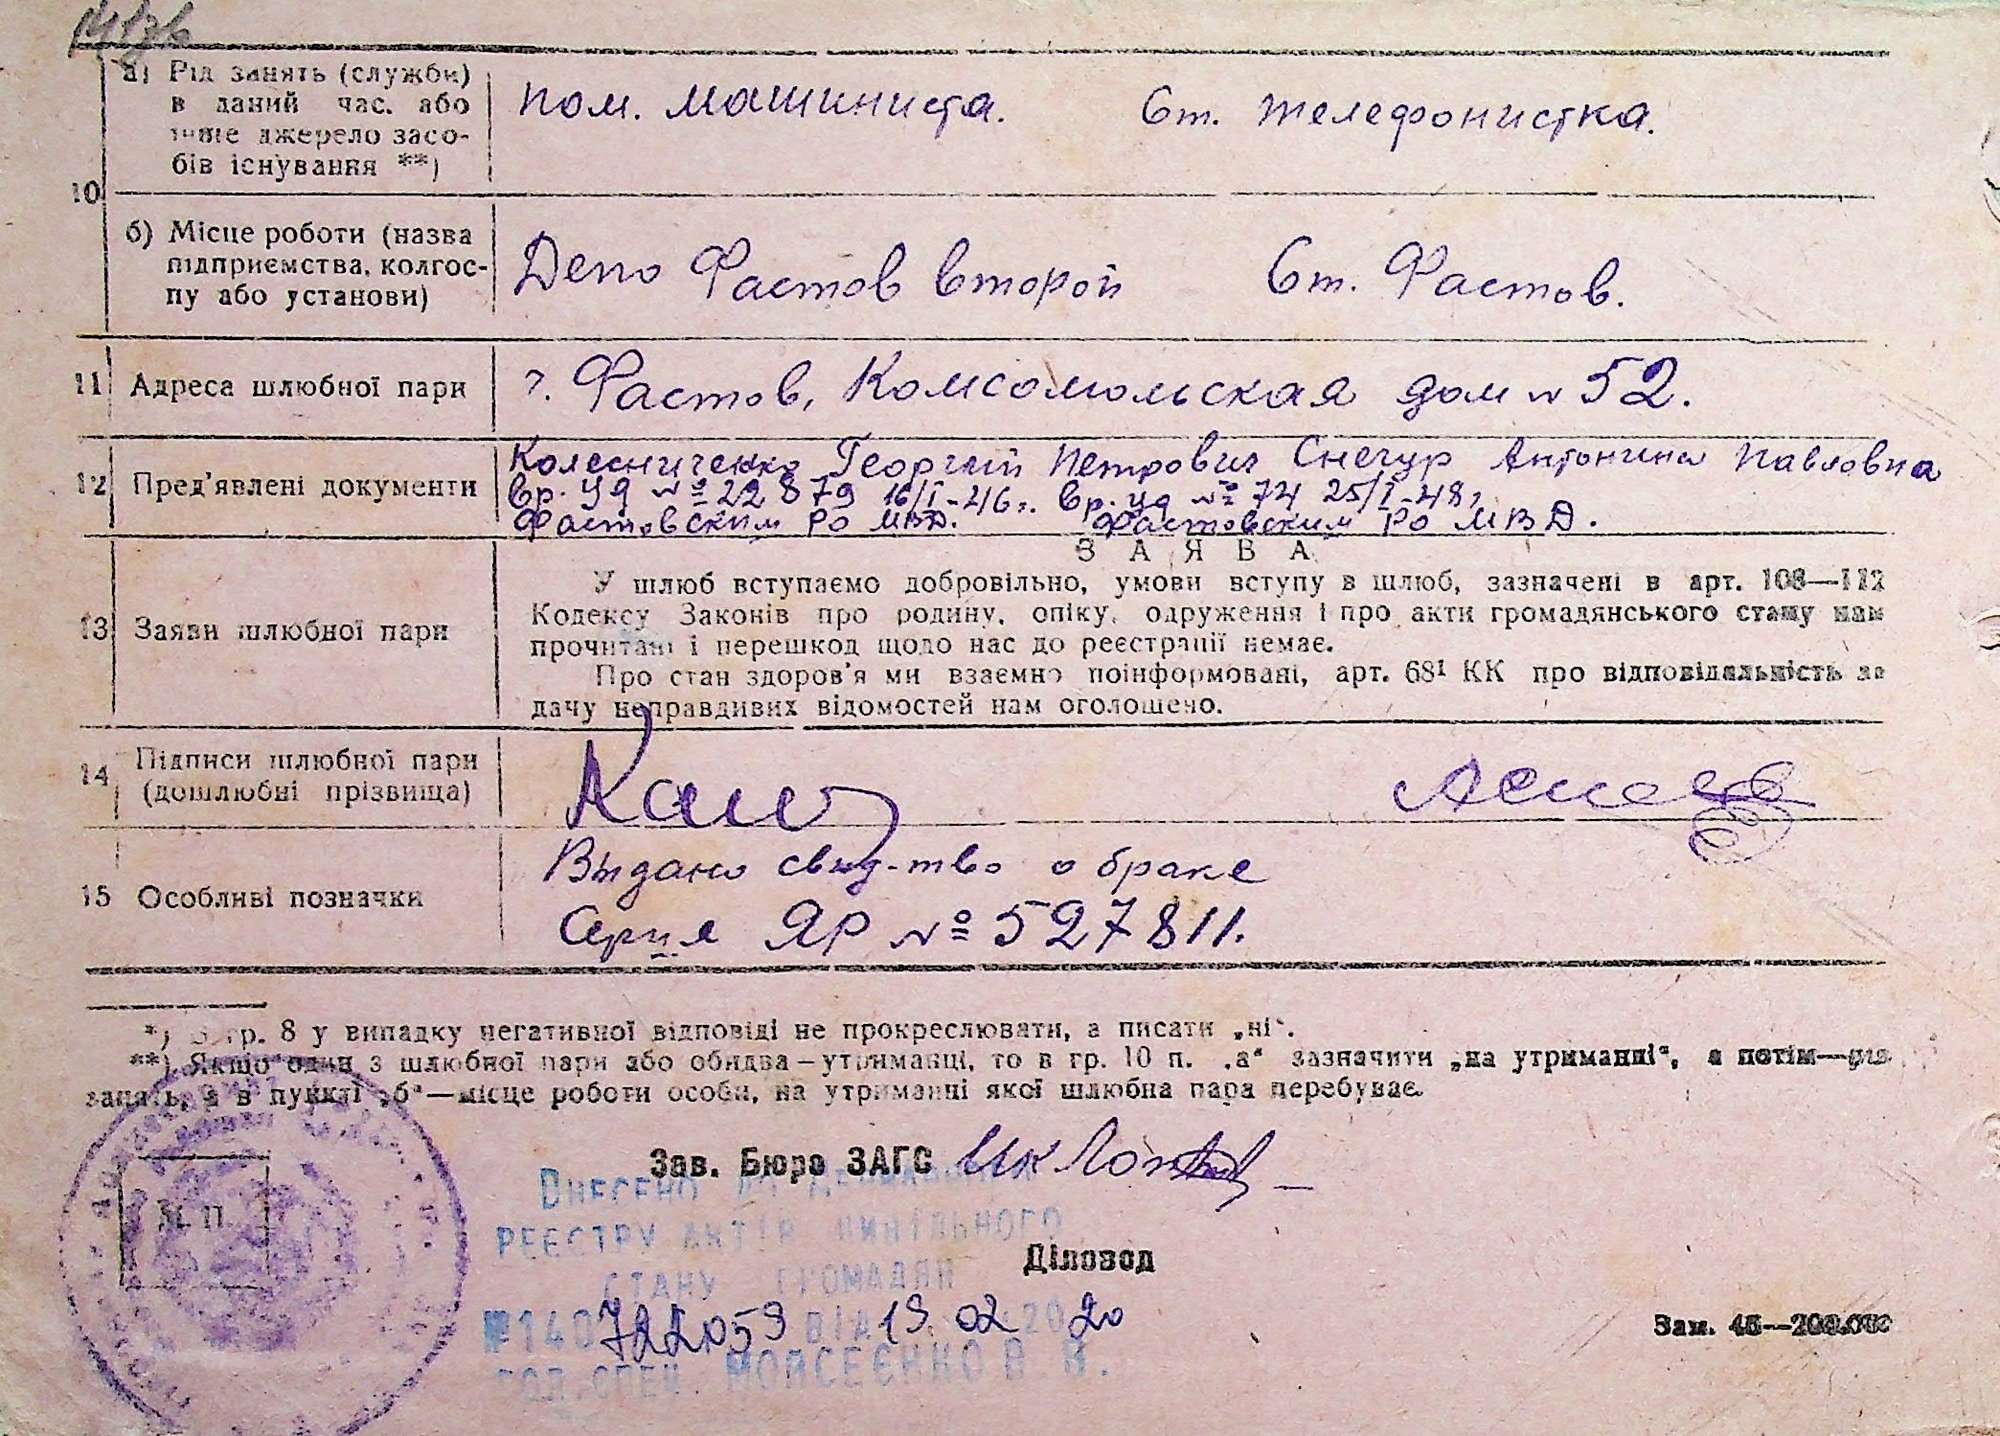 10
а) Рід занять (служби)
в даний час. або
інше джерело засо-
бів існування **)
пом. машиниста. Ст. телефонистка.
б) Місце роботи (назва
підприємства, колгос-
пу або установи)
Депо Фастов второй Ст. Фастов.
11 Адреса шлюбної пари г. Фастов, Комсомольская дом № 52.
12 Пред'явлені документи
Колесниченко Георгий Петрович Снегур Антонина Павловна
Вр. уд № 22879 16/I-46г. Вр. уд № 74 25/I-48г
Фастовским РО МВД. Фастовским РО МВД.
13 Заяви шлюбної пари
ЗАЯВА
У шлюб вступаємо добровільно, умови вступу в шлюб, зазначені в арт. 108—112
Кодексу Законів про родину, опіку, одруження і про акти громадянського стану нам
прочитані і перешкод щодо нас до реєстрації немає.
Про стан здоров'я ми взаємно поінформовані, арт. 68¹ КК про відповідальність за
дачу неправдивих відомостей нам оголошено.
14 Підписи шлюбної пари
(дошлюбні прізвища)
15 Особливі позначки
Выдано свид-тво о браке
Серия ЯР № 527811.
*) В гр. 8 у випадку негативної відповіді не прокреслювати, а писати „ні“.
**) Якщо один з шлюбної пари або обидва – утриманці, то в гр. 10 п. „а“ зазначити „на утриманні“, а потім—рід
занять, а в пункті „б“—місце роботи особи, на утриманні якої шлюбна пара перебуває.
Зав. Бюро ЗАГС
М. П.
Внесено до державного
реєстру актів цивільного
Діловод
стану громадян
№ 140 722059 від 19 02 2020
гол. спец. Моісеєнко В В.
Зам. 45—200.000